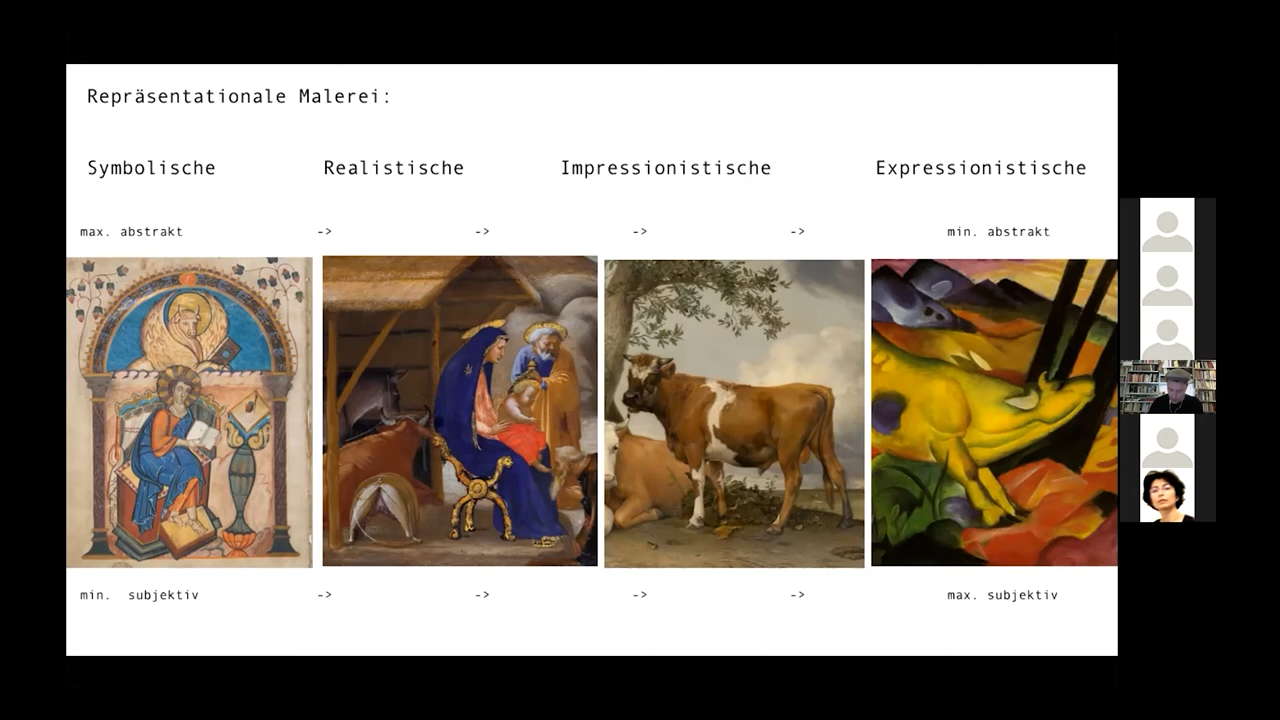 Repräsentationale Malerei:
Symbolische Realistische Impressionistische Expressionistische
max. abstrakt -> -> -> -> min. abstrakt
min. subjektiv -> -> -> -> max. subjektiv